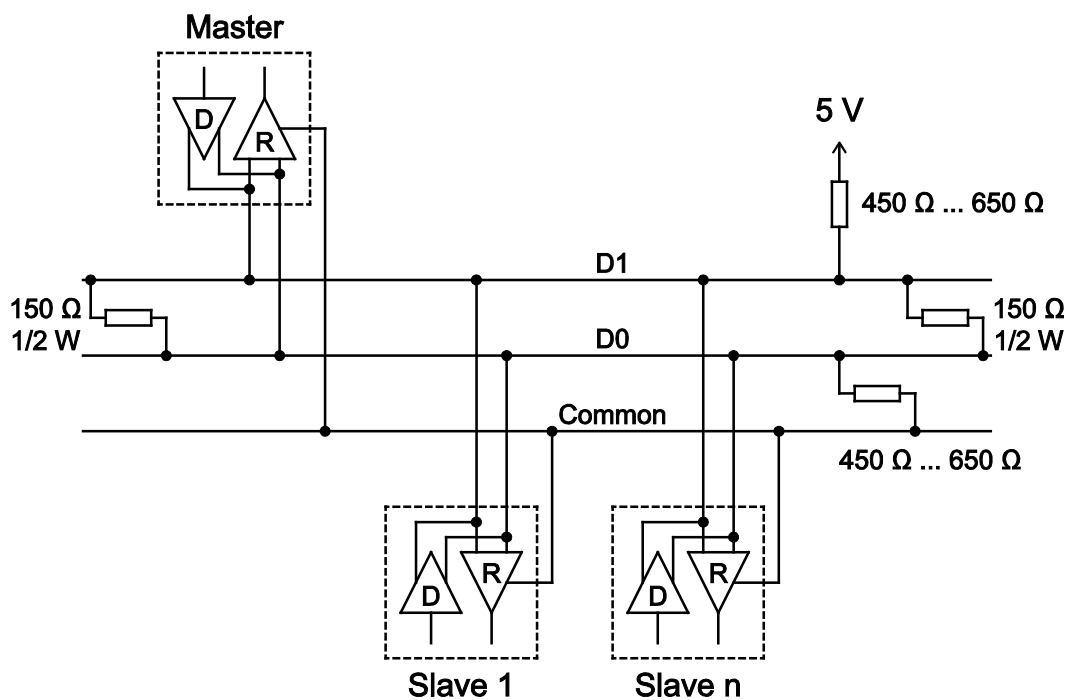 Master
D
R
5 V
450 Ω ... 650 Ω
D1
150 Ω
1/2 W
150 Ω
1/2 W
D0
Common
450 Ω ... 650 Ω
D
R
D
R
Slave 1
Slave n